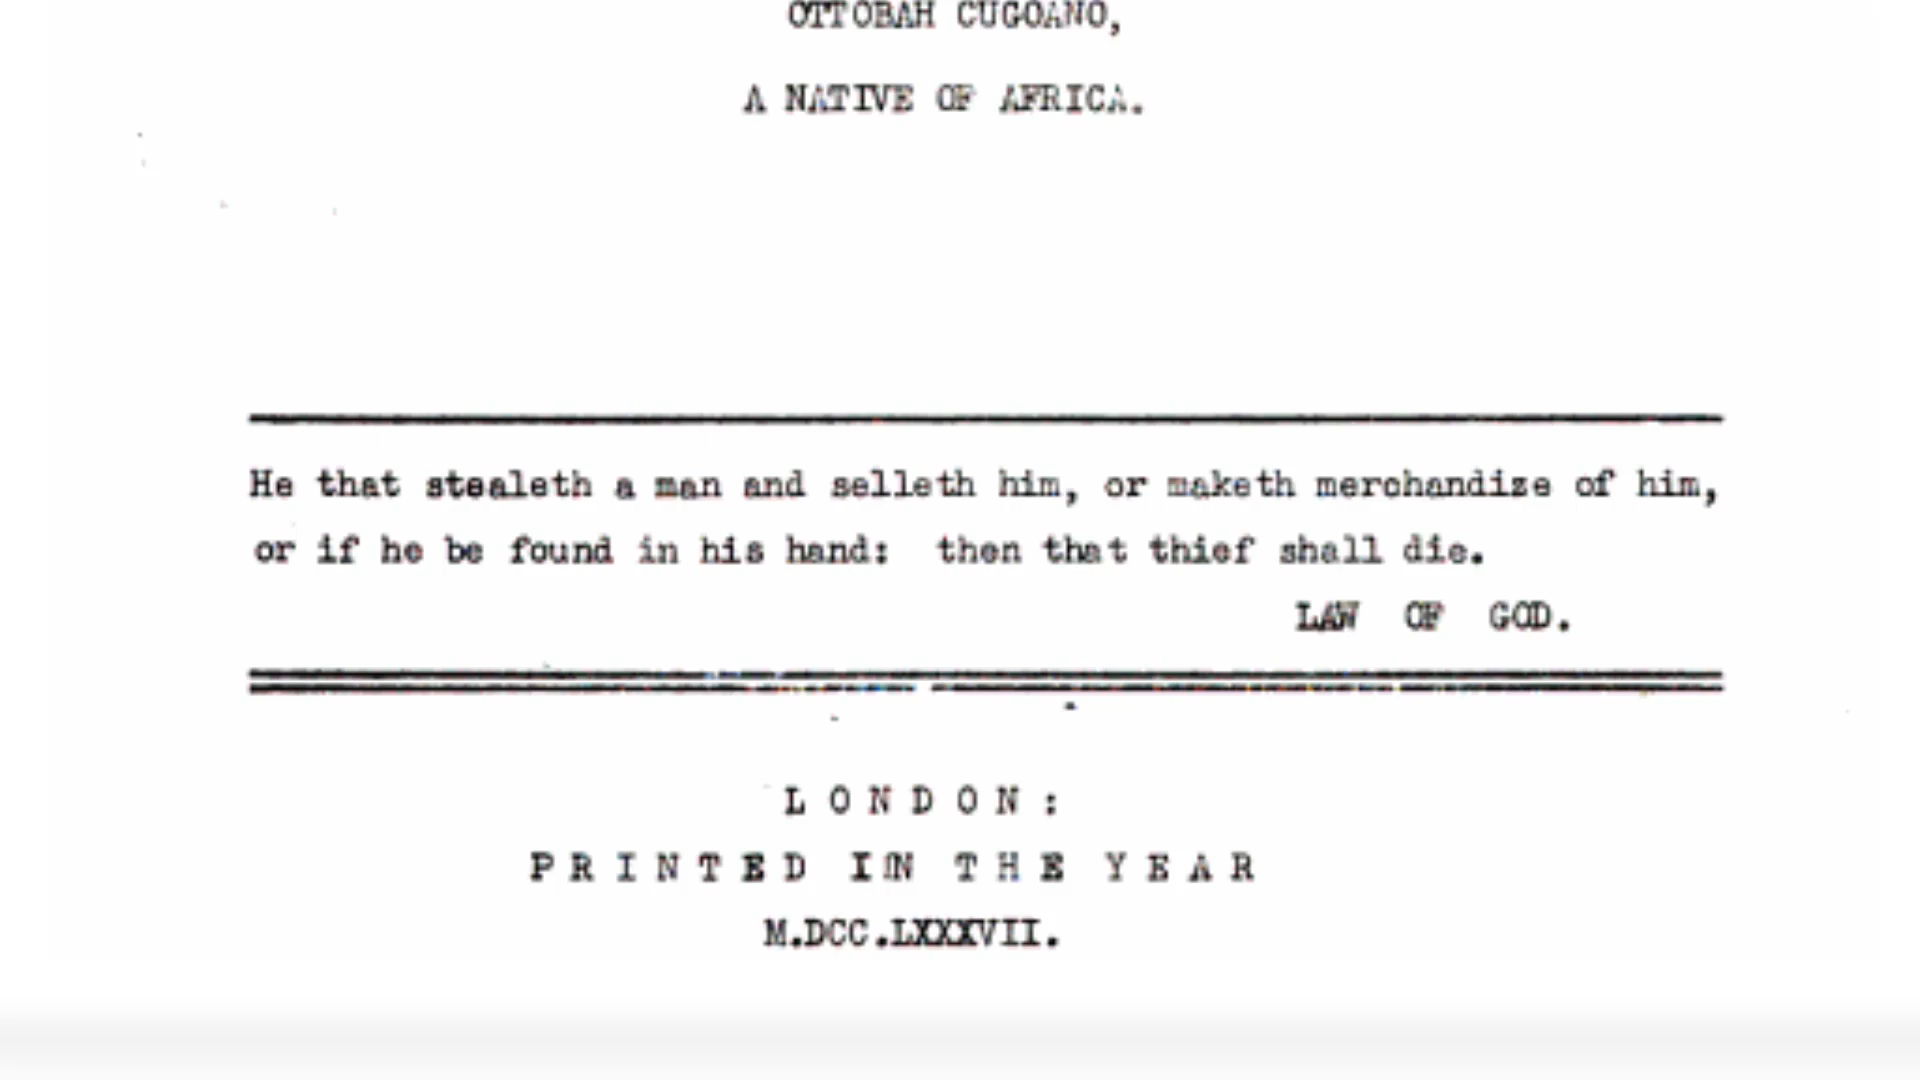 OTTOBAH CUGOANO,
A NATIVE OF AFRICA.
He that stealeth a man and selleth him, or maketh merchandize of him,
or if he be found in his hand: then that thief shall die.
LAW OF GOD.
LONDON:
PRINTED IN THE YEAR
M.DCC.LXXXVII.